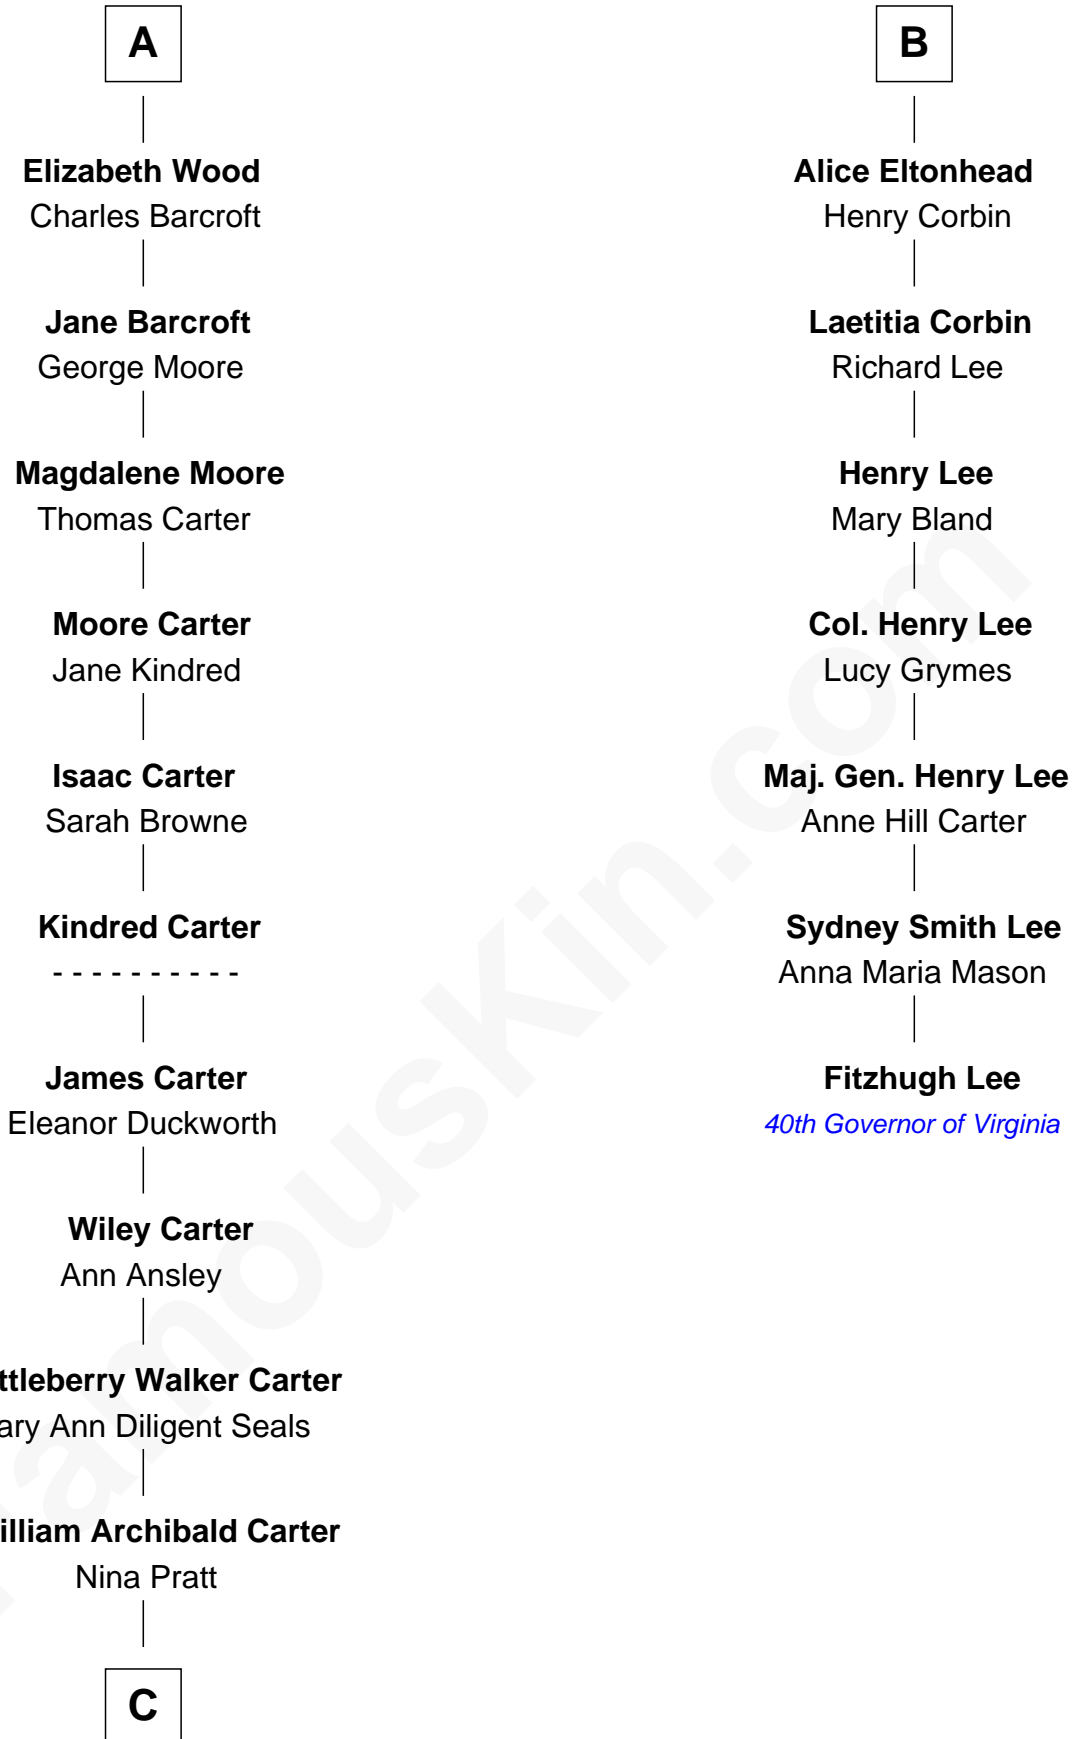 A
Elizabeth Wood
Charles Barcroft
Jane Barcroft
George Moore
Magdalene Moore
Thomas Carter
Moore Carter
Jane Kindred
Isaac Carter
Sarah Browne
Kindred Carter
- - - - - - - - - -
James Carter
Eleanor Duckworth
Wiley Carter
Ann Ansley
ttleberry Walker Carter
ary Ann Diligent Seals
illiam Archibald Carter
Nina Pratt
C
B
Alice Eltonhead
Henry Corbin
Laetitia Corbin
Richard Lee
Henry Lee
Mary Bland
Col. Henry Lee
Lucy Grymes
Maj. Gen. Henry Lee
Anne Hill Carter
Sydney Smith Lee
Anna Maria Mason
Fitzhugh Lee
40th Governor of Virginia
FamousKin.com